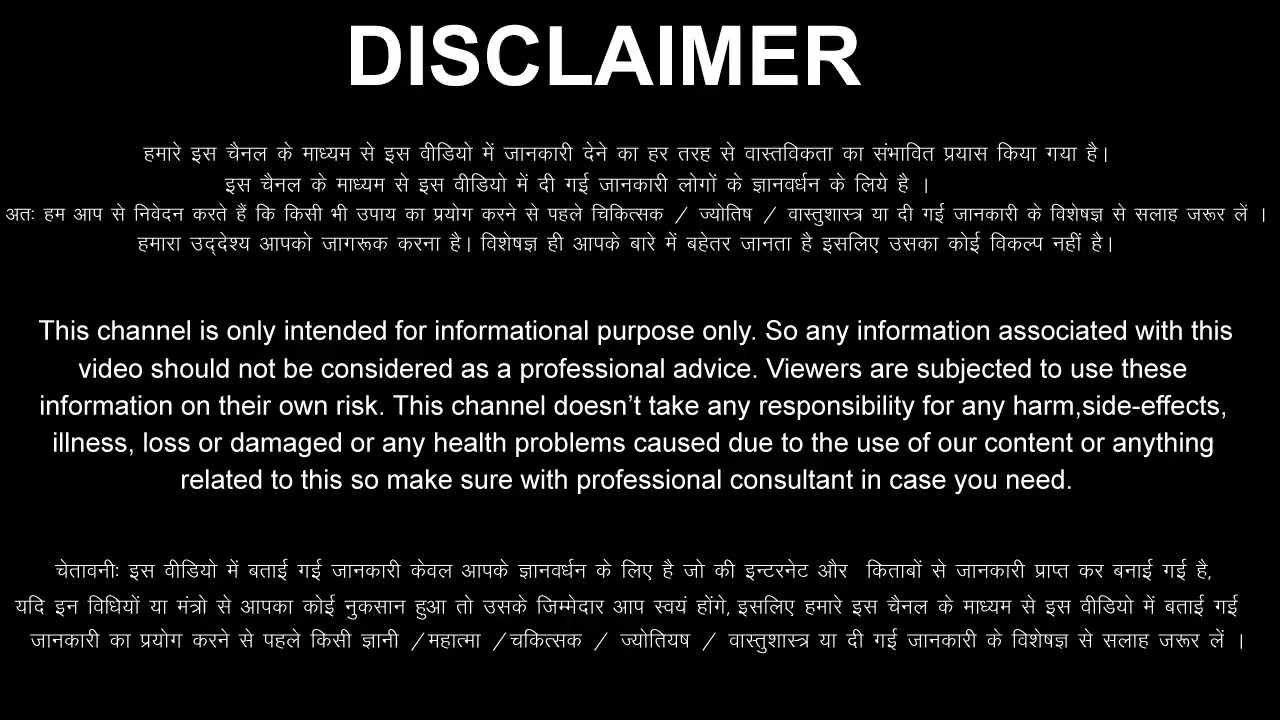 DISCLAIMER
हमारे इस चैनल के माध्यम से इस वीडियो में जानकारी देने का हर तरह से वास्तविकता का संभावित प्रयास किया गया है।
इस चैनल के माध्यम से इस वीडियो में दी गई जानकारी लोगों के ज्ञानवर्धन के लिये है ।
अतः हम आप से निवेदन करते हैं कि किसी भी उपाय का प्रयोग करने से पहले चिकित्सक / ज्योतिष / वास्तुशास्त्र या दी गई जानकारी के विशेषज्ञ से सलाह जरूर लें ।
हमारा उद्देश्य आपको जागरूक करना है। विशेषज्ञ ही आपके बारे में बहेतर जानता है इसलिए उसका कोई विकल्प नहीं है।
This channel is only intended for informational purpose only. So any information associated with this
video should not be considered as a professional advice. Viewers are subjected to use these
information on their own risk. This channel doesn’t take any responsibility for any harm,side-effects,
illness, loss or damaged or any health problems caused due to the use of our content or anything
related to this so make sure with professional consultant in case you need.
चेतावनीः इस वीडियो में बताई गई जानकारी केवल आपके ज्ञानवर्धन के लिए है जो की इन्टरनेट और किताबों से जानकारी प्राप्त कर बनाई गई है,
यदि इन विधियों या मंत्रो से आपका कोई नुकसान हुआ तो उसके जिम्मेदार आप स्वयं होंगे, इसलिए हमारे इस चैनल के माध्यम से इस वीडियो में बताई गई
जानकारी का प्रयोग करने से पहले किसी ज्ञानी /महात्मा /चकित्सक / ज्योतियष / वास्तुशास्त्र या दी गई जानकारी के विशेषज्ञ से सलाह जरूर लें ।